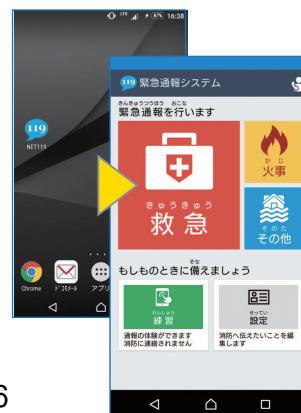 LTE 87% 16:38
119
NET119
Chrome
ドコモメール
アプリ
119 緊急通報システム
きんきゅうつうほう おこな
緊急通報を行います
きゅうきゅう
救急
かじ
火事
そのた
その他
そな
もしものときに備えましょう
れんしゅう
練習
通報の体験ができます
消防に連絡されません
せってい
設定
消防へ伝えたいことを編
集します
6